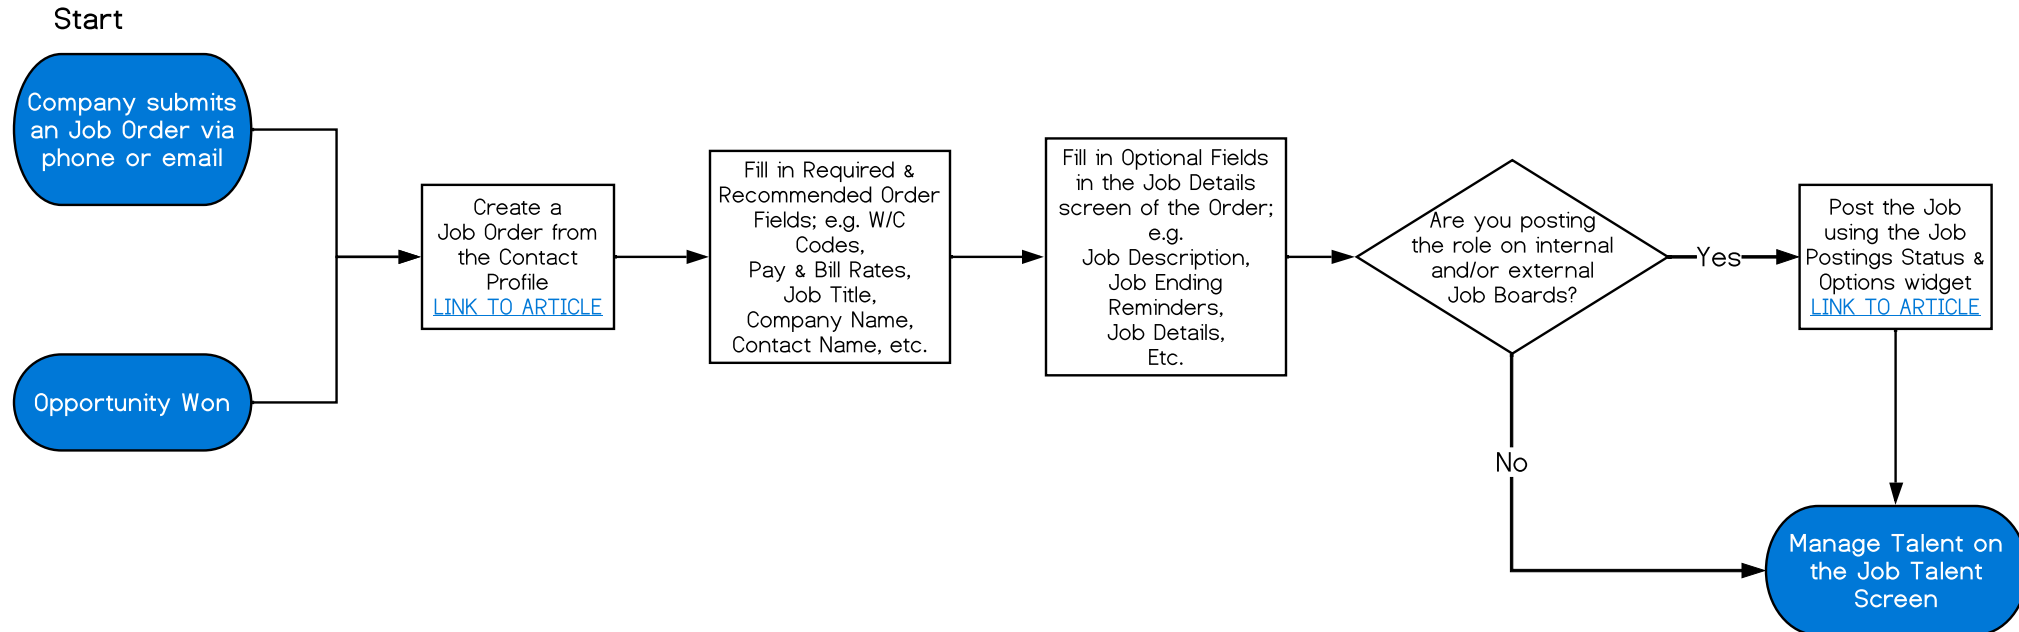 Start
Company submits
an Job Order via
phone or email
Opportunity Won
Create a
Job Order from
the Contact
Profile
LINK TO ARTICLE
Fill in Required &
Recommended Order
Fields; e.g. W/C
Codes,
Pay & Bill Rates,
Job Title,
Company Name,
Contact Name, etc.
Fill in Optional Fields
in the Job Details
screen of the Order;
e.g.
Job Description,
Job Ending
Reminders,
Job Details,
Etc.
Are you posting
the role on internal
and/or external
Job Boards?
Yes
Post the Job
using the Job
Postings Status &
Options widget
LINK TO ARTICLE
No
Manage Talent on
the Job Talent
Screen